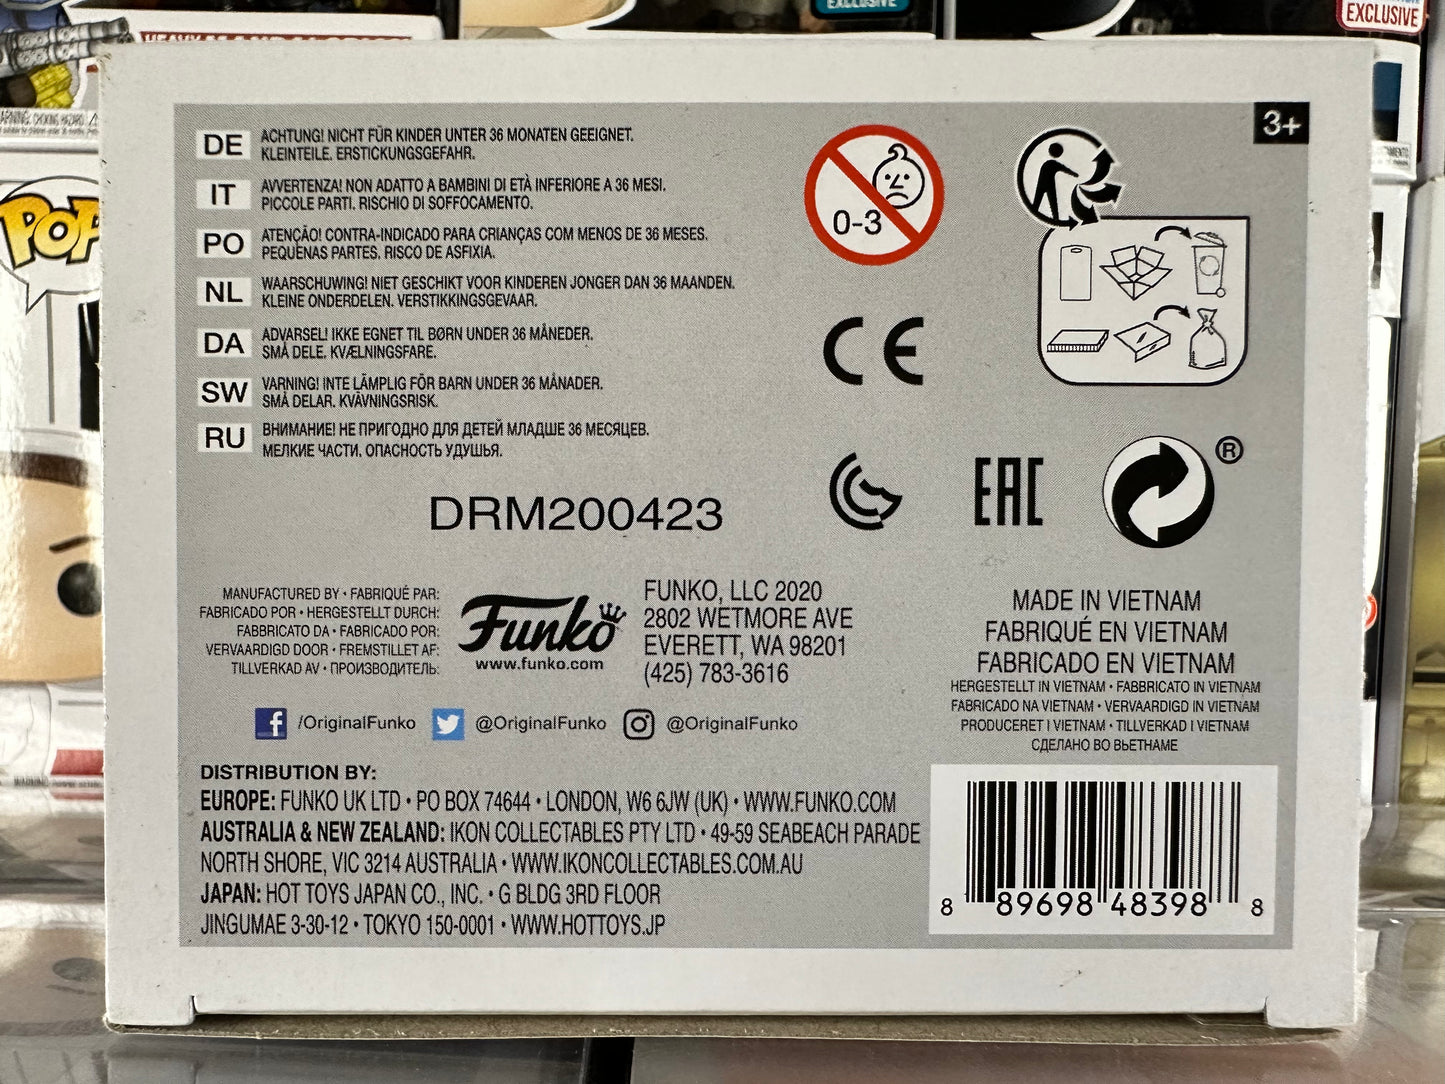 EXCLUSIVE
EXCLUSIVE
POP
3+
DE
ACHTUNG! NICHT FÜR KINDER UNTER 36 MONATEN GEEIGNET.
KLEINTEILE. ERSTICKUNGSGEFAHR.
IT
AVVERTENZA! NON ADATTO A BAMBINI DI ETÀ INFERIORE A 36 MESI.
PICCOLE PARTI. RISCHIO DI SOFFOCAMENTO.
PO
ATENÇÃO! CONTRA-INDICADO PARA CRIANÇAS COM MENOS DE 36 MESES.
PEQUENAS PARTES. RISCO DE ASFIXIA.
NL
WAARSCHUWING! NIET GESCHIKT VOOR KINDEREN JONGER DAN 36 MAANDEN.
KLEINE ONDERDELEN. VERSTIKKINGSGEVAAR.
DA
ADVARSEL! IKKE EGNET TIL BØRN UNDER 36 MÅNEDER.
SMÅ DELE. KVÆLNINGSFARE.
SW
VARNING! INTE LÄMPLIG FÖR BARN UNDER 36 MÅNADER.
SMÅ DELAR. KVÄVNINGSRISK.
RU
ВНИМАНИЕ! НЕ ПРИГОДНО ДЛЯ ДЕТЕЙ МЛАДШЕ 36 МЕСЯЦЕВ.
МЕЛКИЕ ЧАСТИ. ОПАСНОСТЬ УДУШЬЯ.
0-3
CE
EAC
®
DRM200423
MANUFACTURED BY • FABRIQUÉ PAR:
FABRICADO POR • HERGESTELLT DURCH:
FABBRICATO DA • FABRICADO POR:
VERVAARDIGD DOOR • FREMSTILLET AF:
TILLVERKAD AV • ПРОИЗВОДИТЕЛЬ:
Funko
www.funko.com
FUNKO, LLC 2020
2802 WETMORE AVE
EVERETT, WA 98201
(425) 783-3616
MADE IN VIETNAM
FABRIQUÉ EN VIETNAM
FABRICADO EN VIETNAM
HERGESTELLT IN VIETNAM • FABBRICATO IN VIETNAM
FABRICADO NA VIETNAM • VERVAARDIGD IN VIETNAM
PRODUCERET I VIETNAM • TILLVERKAD I VIETNAM
СДЕЛАНО ВО ВЬЕТНАМЕ
/OriginalFunko @OriginalFunko @OriginalFunko
DISTRIBUTION BY:
EUROPE: FUNKO UK LTD • PO BOX 74644 • LONDON, W6 6JW (UK) • WWW.FUNKO.COM
AUSTRALIA & NEW ZEALAND: IKON COLLECTABLES PTY LTD • 49-59 SEABEACH PARADE
NORTH SHORE, VIC 3214 AUSTRALIA • WWW.IKONCOLLECTABLES.COM.AU
JAPAN: HOT TOYS JAPAN CO., INC. • G BLDG 3RD FLOOR
JINGUMAE 3-30-12 • TOKYO 150-0001 • WWW.HOTTOYS.JP
8 89698 48398 8